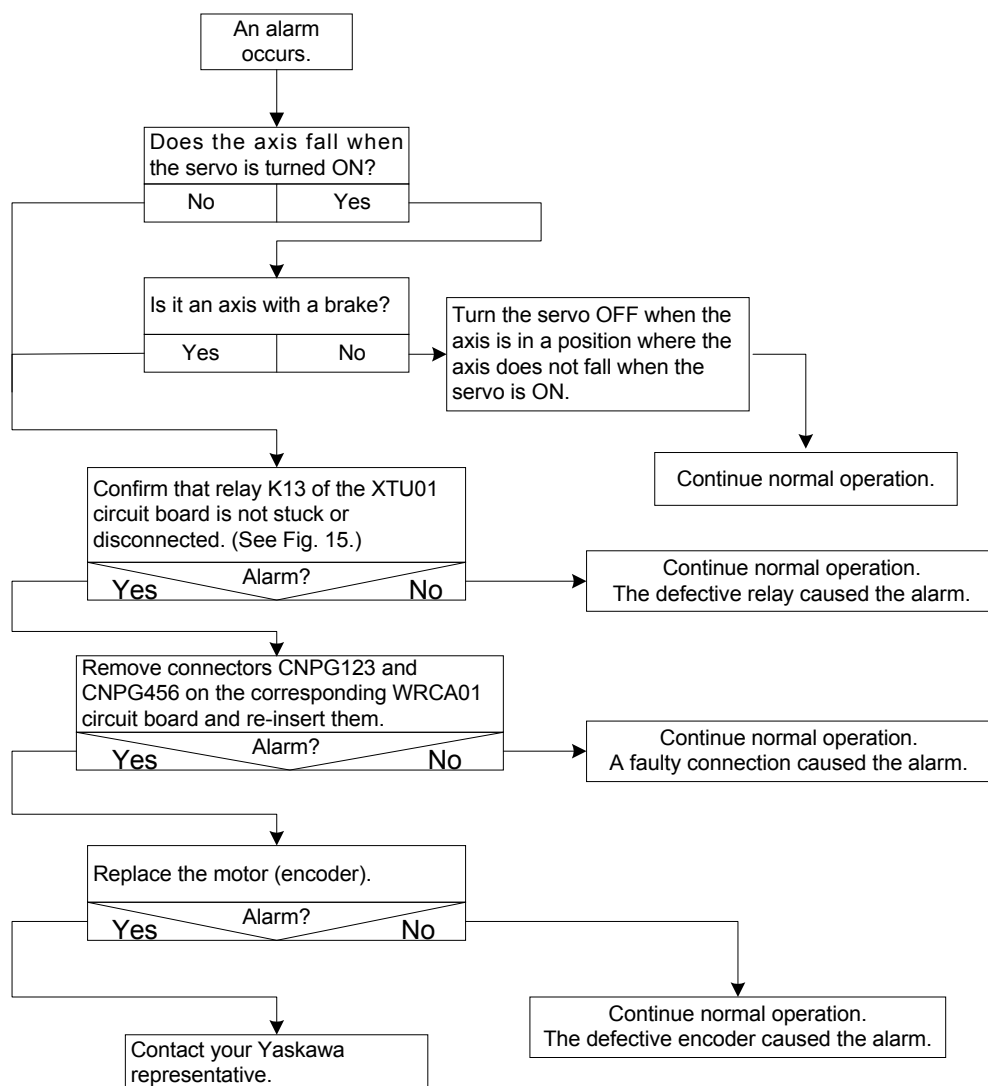 An alarm
occurs.
Does the axis fall when
the servo is turned ON?
No
Yes
Is it an axis with a brake?
Yes
No
Turn the servo OFF when the
axis is in a position where the
axis does not fall when the
servo is ON.
Continue normal operation.
Confirm that relay K13 of the XTU01
circuit board is not stuck or
disconnected. (See Fig. 15.)
Alarm?
Yes
No
Continue normal operation.
The defective relay caused the alarm.
Remove connectors CNPG123 and
CNPG456 on the corresponding WRCA01
circuit board and re-insert them.
Alarm?
Yes
No
Continue normal operation.
A faulty connection caused the alarm.
Replace the motor (encoder).
Alarm?
Yes
No
Continue normal operation.
The defective encoder caused the alarm.
Contact your Yaskawa
representative.